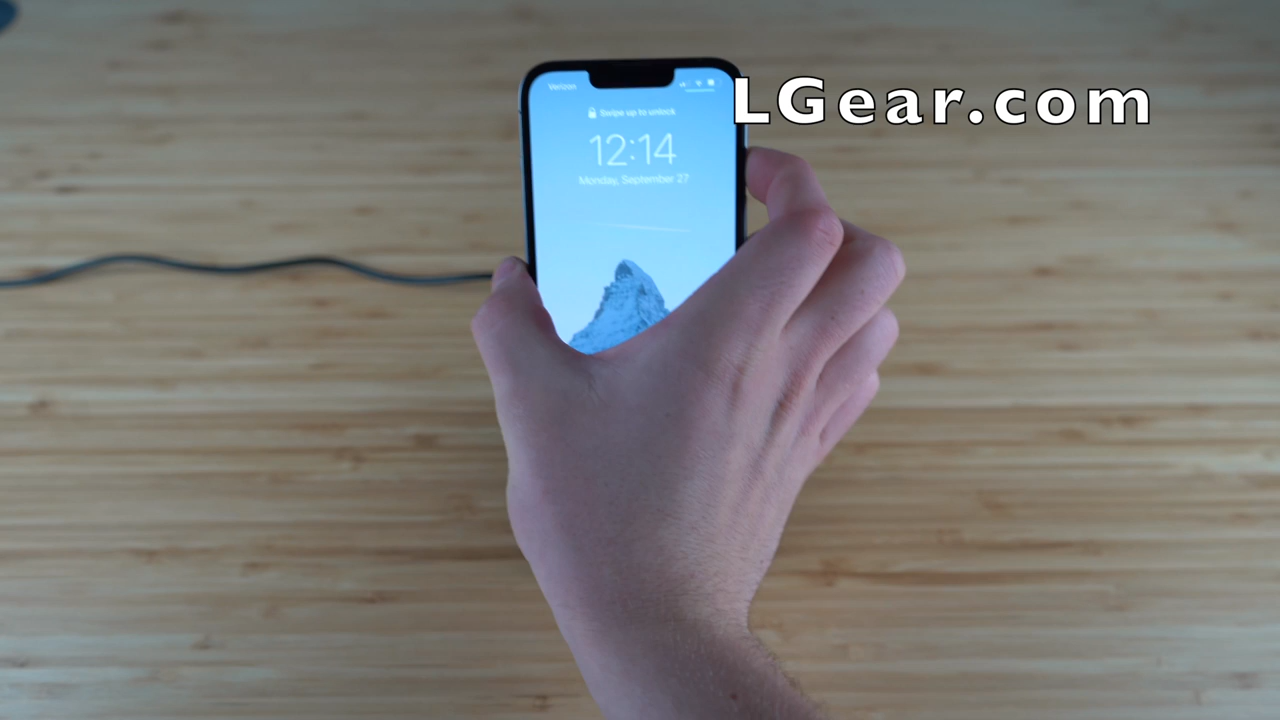 Verizon
LGear.com
Swipe up to unlock
12:14
Monday, September 27